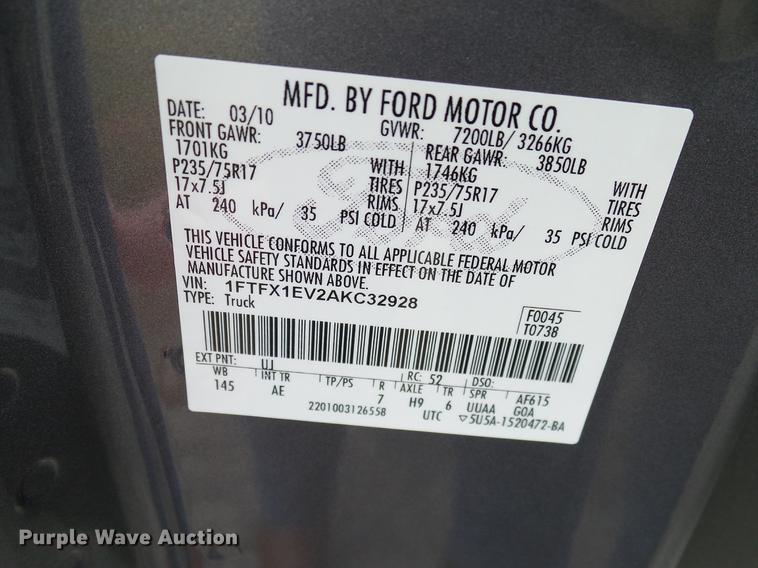 MFD. BY FORD MOTOR CO.
DATE: 03/10 GVWR: 7200LB/ 3266KG
FRONT GAWR: 3750LB REAR GAWR: 3850LB
1701KG WITH 1746KG WITH
P235/75R17 TIRES P235/75R17 TIRES
17x7.5J RIMS 17x7.5J RIMS
AT 240 kPa/ 35 PSI COLD AT 240 kPa/ 35 PSI COLD
Ford
THIS VEHICLE CONFORMS TO ALL APPLICABLE FEDERAL MOTOR
VEHICLE SAFETY STANDARDS IN EFFECT ON THE DATE OF
MANUFACTURE SHOWN ABOVE.
VIN: 1FTFX1EV2AKC32928
TYPE: Truck
F0045
T0738
EXT PNT: UJ RC: 52 DSO:
WB INT TR TP/PS R AXLE TR SPR AF615
145 AE 7 H9 6 UUAA GOA
2201003126558 UTC ▽5U5A-1520472-BA
Purple Wave Auction